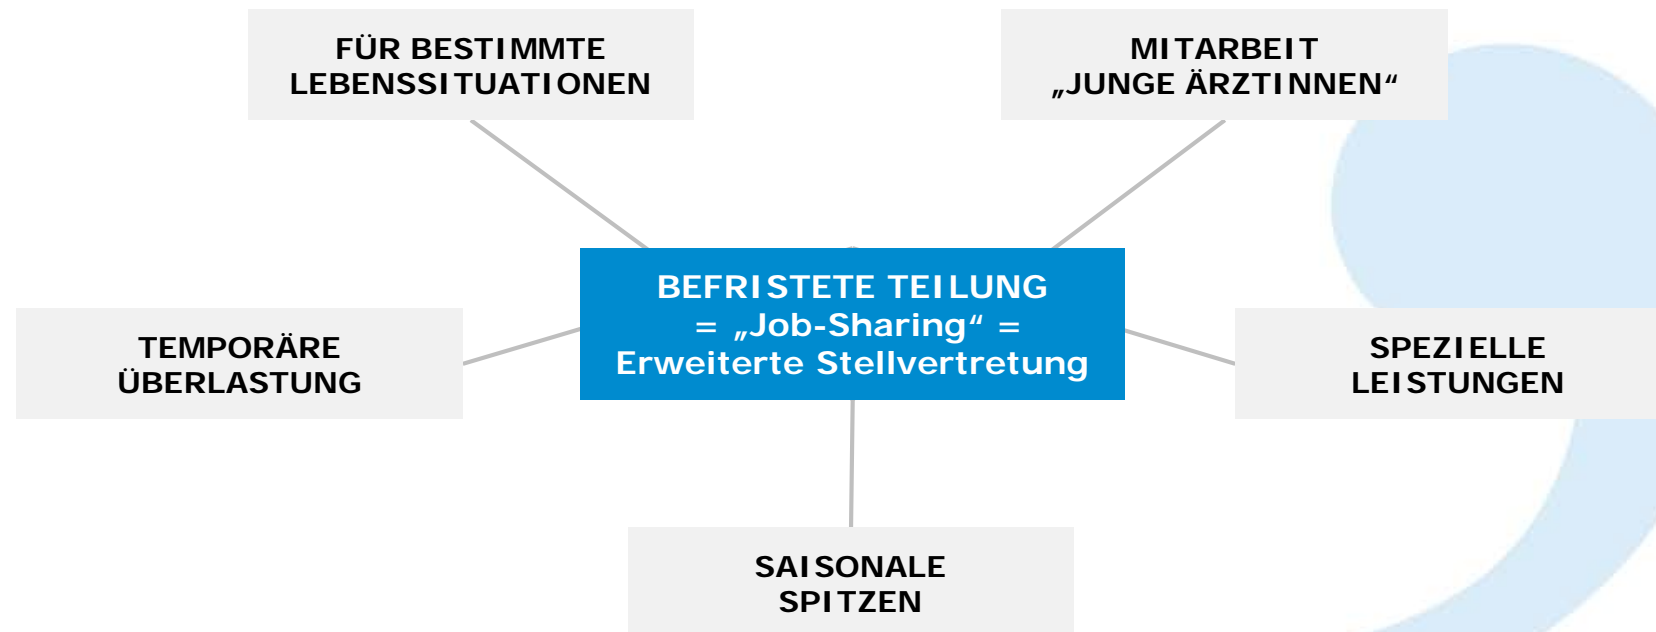 FÜR BESTIMMTE
LEBENSSITUATIONEN
MITARBEIT
„JUNGE ÄRZTINNEN“
BEFRISTETE TEILUNG
= „Job-Sharing“ =
Erweiterte Stellvertretung
TEMPORÄRE
ÜBERLASTUNG
SPEZIELLE
LEISTUNGEN
SAISONALE
SPITZEN